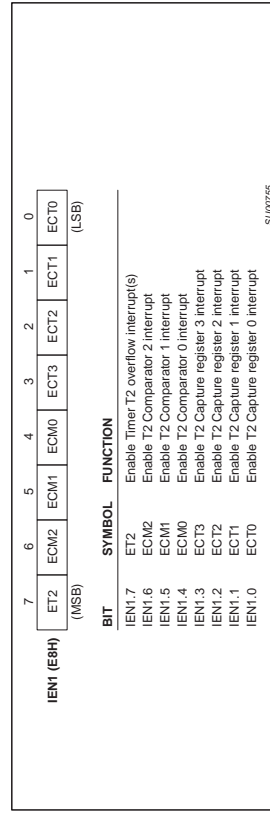 7 6 5 4 3 2 1 0
IEN1 (E8H) ET2 ECM2 ECM1 ECM0 ECT3 ECT2 ECT1 ECT0
(MSB) (LSB)
BIT SYMBOL FUNCTION
IEN1.7 ET2 Enable Timer T2 overflow interrupt(s)
IEN1.6 ECM2 Enable T2 Comparator 2 interrupt
IEN1.5 ECM1 Enable T2 Comparator 1 interrupt
IEN1.4 ECM0 Enable T2 Comparator 0 interrupt
IEN1.3 ECT3 Enable T2 Capture register 3 interrupt
IEN1.2 ECT2 Enable T2 Capture register 2 interrupt
IEN1.1 ECT1 Enable T2 Capture register 1 interrupt
IEN1.0 ECT0 Enable T2 Capture register 0 interrupt
SU00755